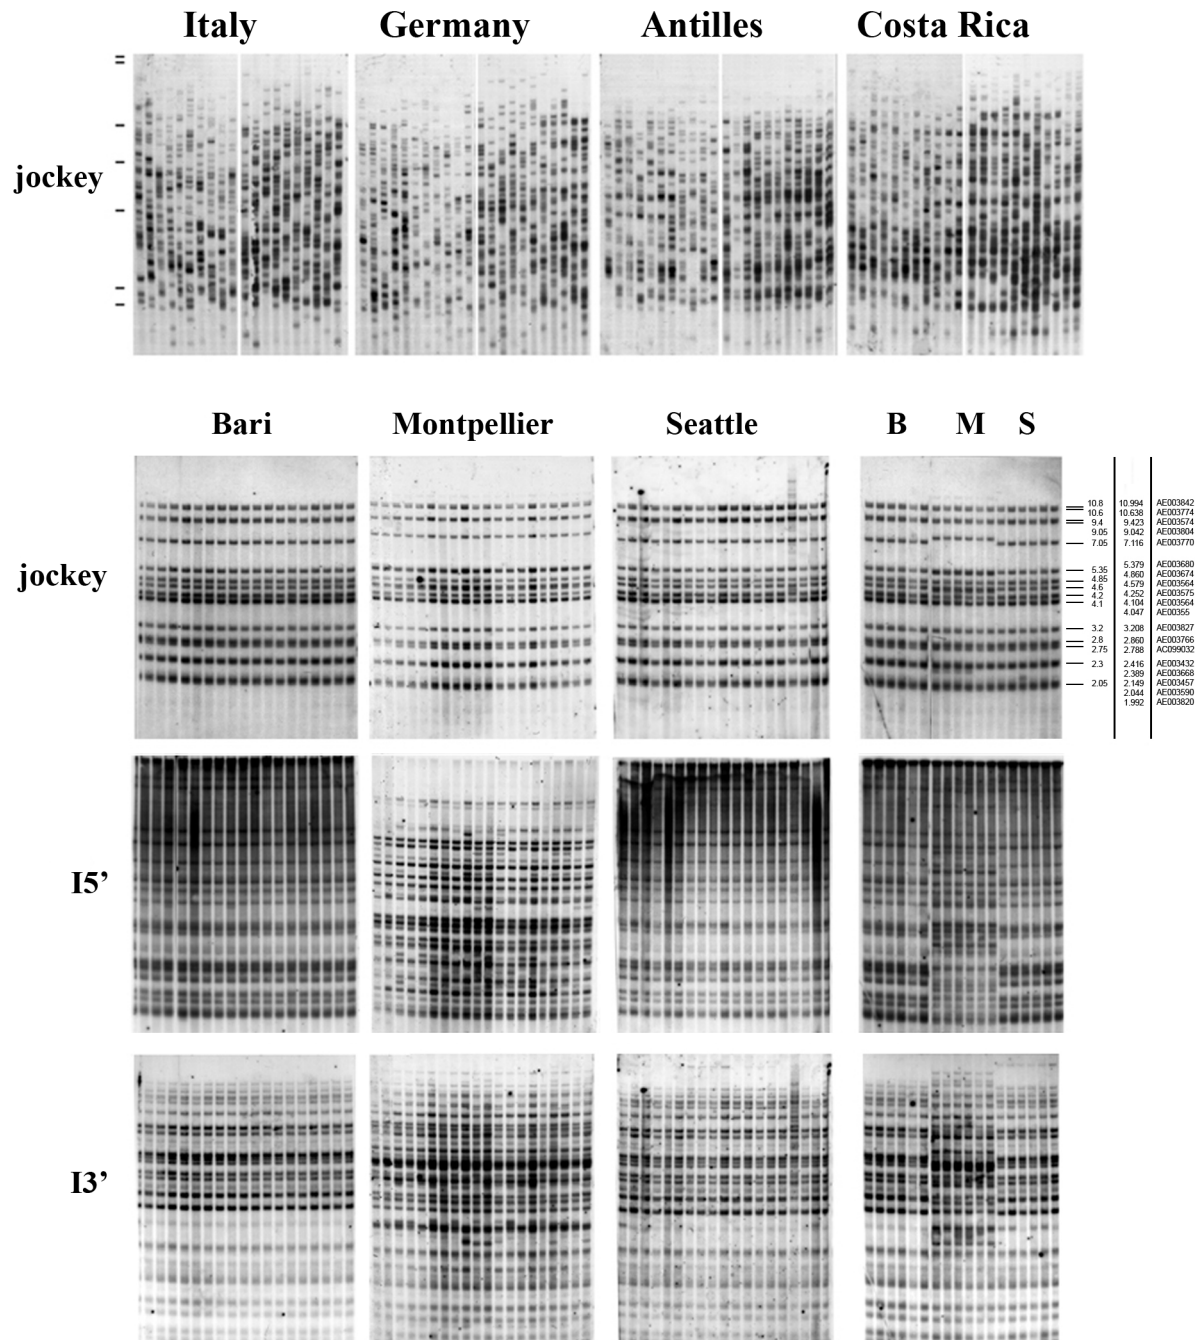 Italy Germany Antilles Costa Rica
jockey
Bari Montpellier Seattle B M S
jockey
10.8 10.994 AE003842
10.6 10.638 AE003774
9.4 9.423 AE003574
9.05 9.042 AE003804
7.05 7.116 AE003770
5.379 AE003680
5.35 4.860 AE003674
4.85 4.579 AE003564
4.6 4.252 AE003575
4.2 4.104 AE003564
4.1 4.047 AE00355
3.2 3.208 AE003827
2.8 2.860 AE003766
2.75 2.788 AC099032
2.3 2.416 AE003432
2.389 AE003668
2.05 2.149 AE003457
2.044 AE003590
1.992 AE003820
I5’
I3’